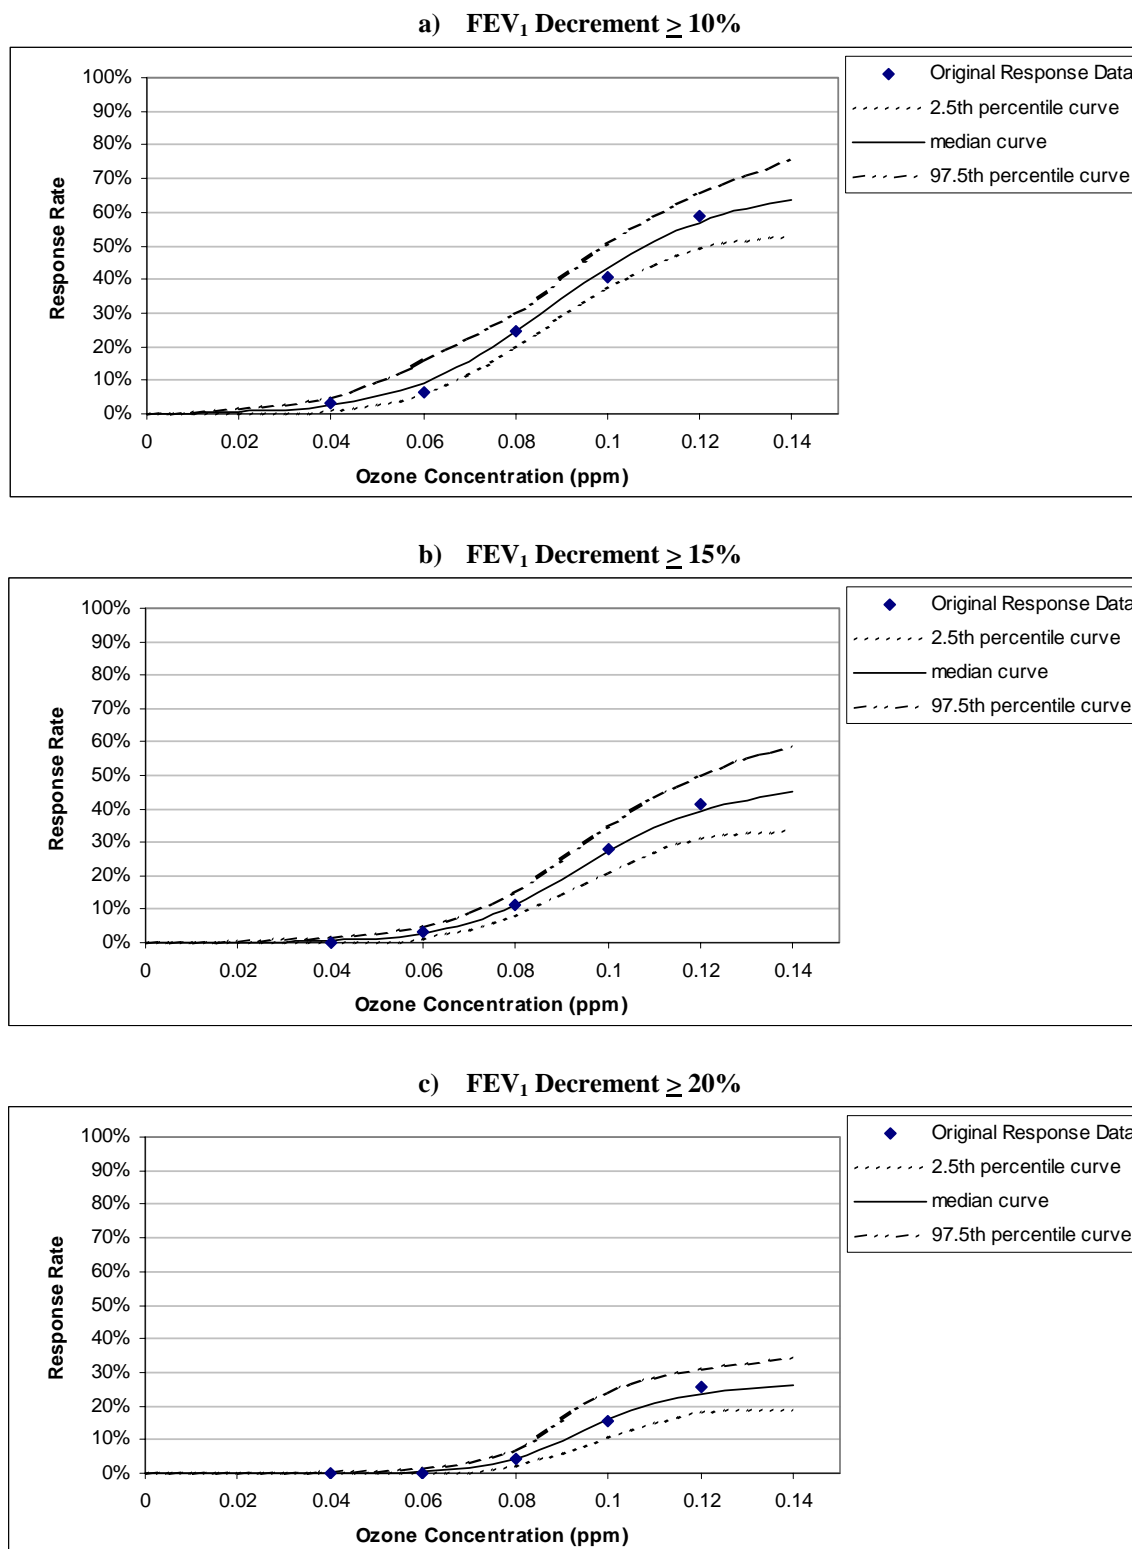 a) FEV1 Decrement ≥ 10%
100%
90%
80%
70%
60%
50%
40%
30%
20%
10%
0%
Response Rate
0 0.02 0.04 0.06 0.08 0.1 0.12 0.14
Ozone Concentration (ppm)
Original Response Data
2.5th percentile curve
median curve
97.5th percentile curve
b) FEV1 Decrement ≥ 15%
100%
90%
80%
70%
60%
50%
40%
30%
20%
10%
0%
Response Rate
0 0.02 0.04 0.06 0.08 0.1 0.12 0.14
Ozone Concentration (ppm)
Original Response Data
2.5th percentile curve
median curve
97.5th percentile curve
c) FEV1 Decrement ≥ 20%
100%
90%
80%
70%
60%
50%
40%
30%
20%
10%
0%
Response Rate
0 0.02 0.04 0.06 0.08 0.1 0.12 0.14
Ozone Concentration (ppm)
Original Response Data
2.5th percentile curve
median curve
97.5th percentile curve